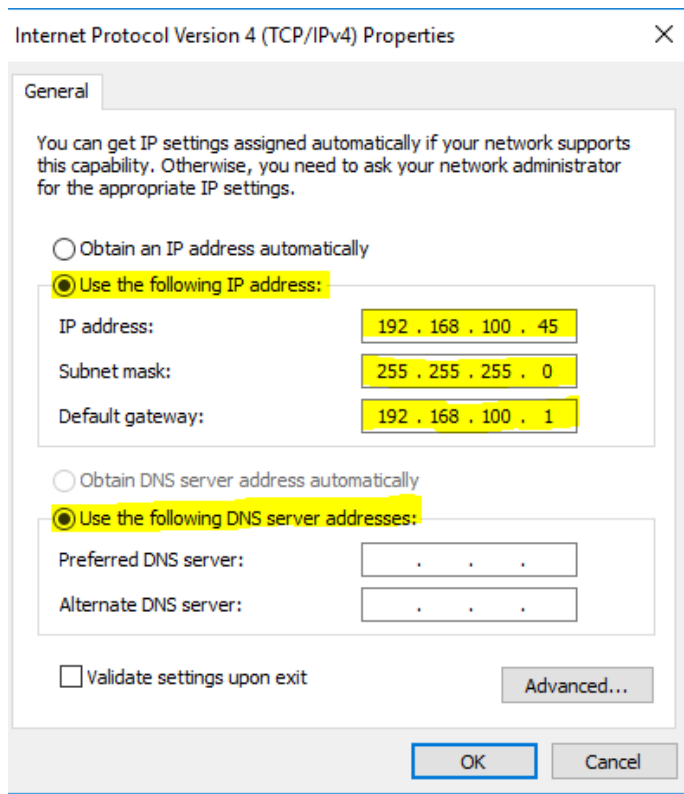 Internet Protocol Version 4 (TCP/IPv4) Properties
General
You can get IP settings assigned automatically if your network supports
this capability. Otherwise, you need to ask your network administrator
for the appropriate IP settings.
Obtain an IP address automatically
Use the following IP address:
IP address: 192 . 168 . 100 . 45
Subnet mask: 255 . 255 . 255 . 0
Default gateway: 192 . 168 . 100 . 1
Obtain DNS server address automatically
Use the following DNS server addresses:
Preferred DNS server: . . .
Alternate DNS server: . . .
Validate settings upon exit
Advanced...
OK Cancel